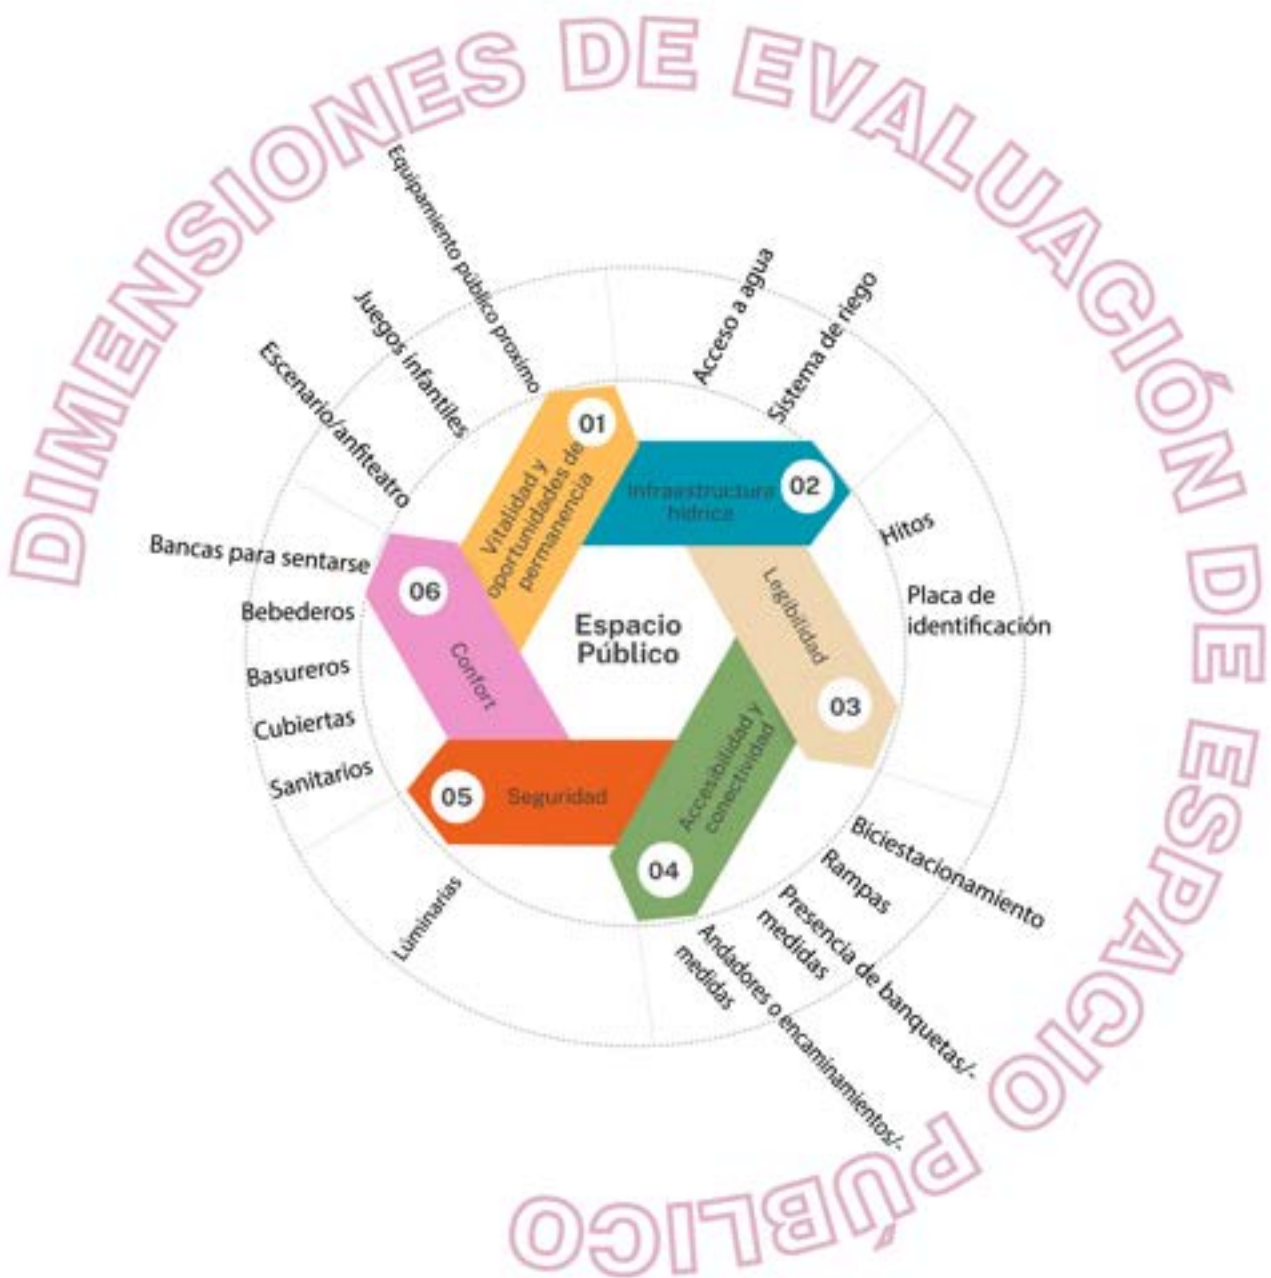 DIMENSIONES DE EVALUACIÓN DE ESPACIO PÚBLICO
Equipamiento público proximo
Juegos infantiles
Escenario/anfiteatro
01
Vitalidad y
oportunidades de
permanencia
Acceso a agua
Sistema de riego
02
Infraestructura
hídrica
Hitos
Placa de
identificación
Legibilidad
03
Biciestacionamiento
Rampas
Presencia de banquetas/-
medidas
Andadores o encaminamientos/-
medidas
Accesibilidad y
conectividad
04
Lúminarias
05
Seguridad
Bancas para sentarse
Bebederos
Basureros
Cubiertas
Sanitarios
06
Confort
Espacio
Público